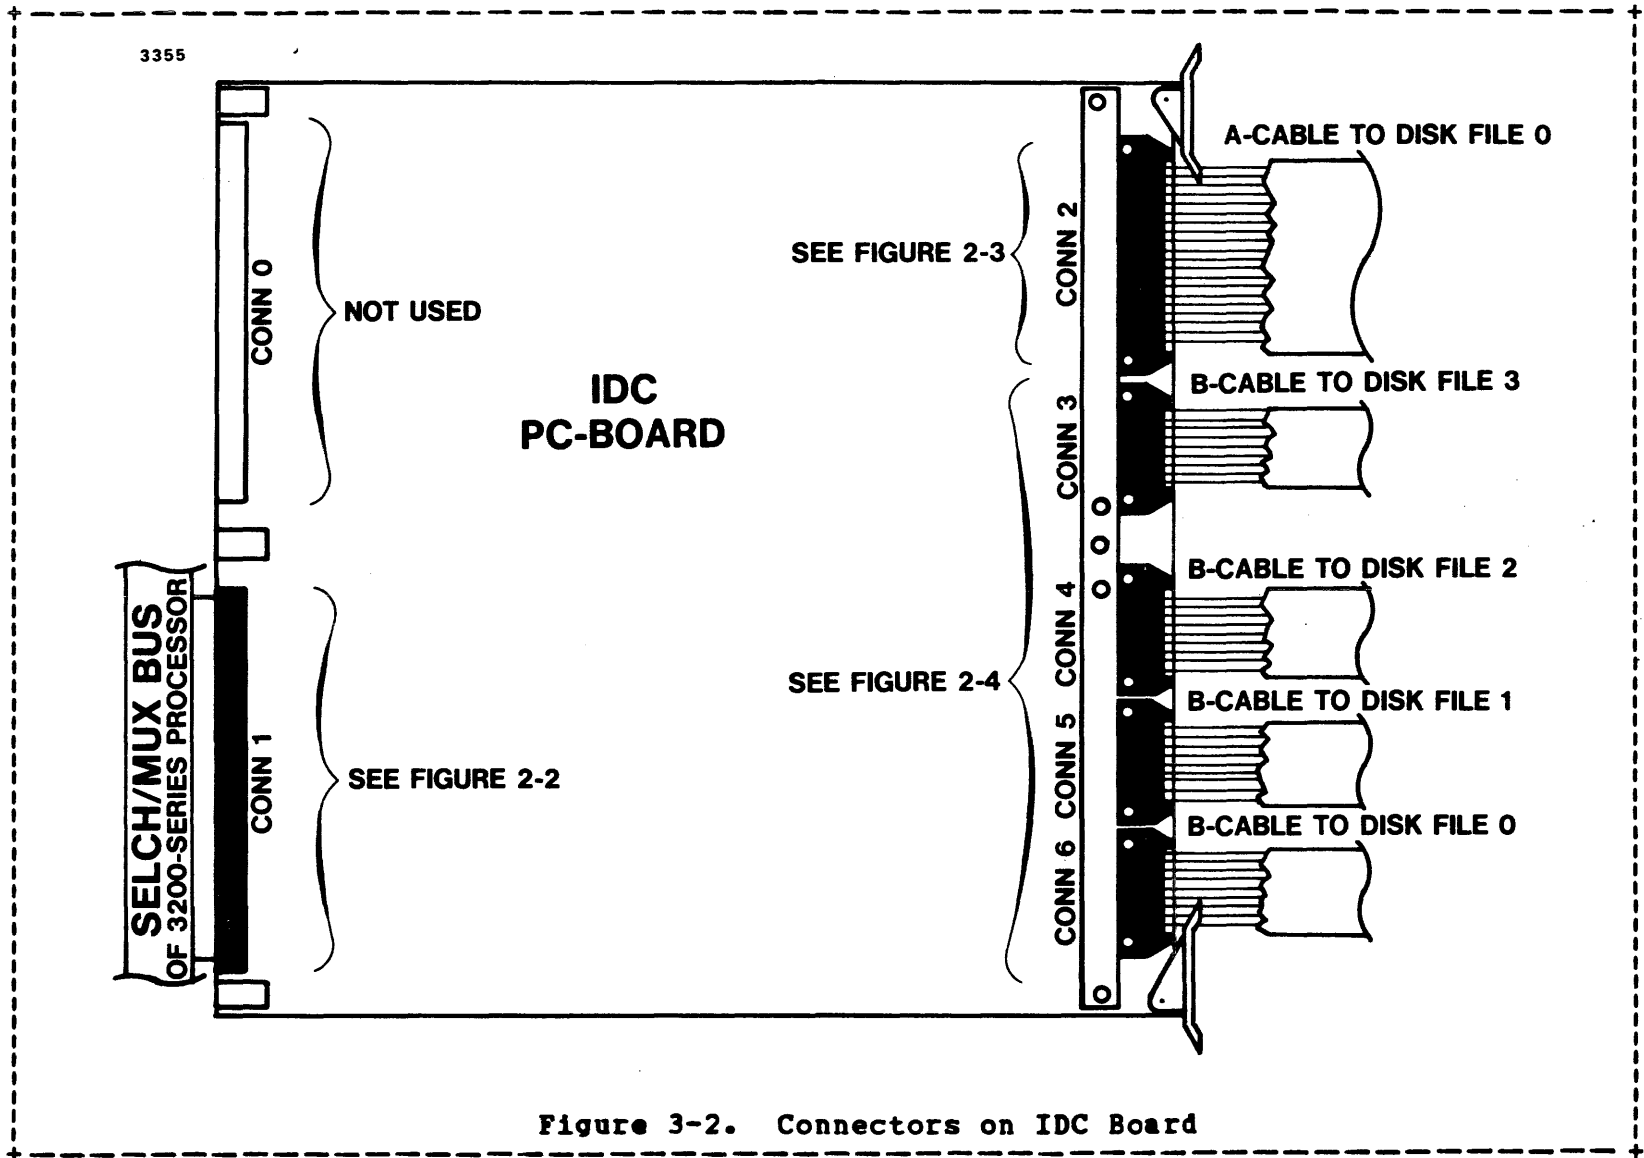 3355
A-CABLE TO DISK FILE 0
CONN 2
SEE FIGURE 2-3
CONN 0
NOT USED
IDC
PC-BOARD
B-CABLE TO DISK FILE 3
CONN 3
B-CABLE TO DISK FILE 2
CONN 4
SEE FIGURE 2-4
SELCH/MUX BUS
OF 3200-SERIES PROCESSOR
CONN 1
SEE FIGURE 2-2
B-CABLE TO DISK FILE 1
CONN 5
B-CABLE TO DISK FILE 0
CONN 6
Figure 3-2. Connectors on IDC Board